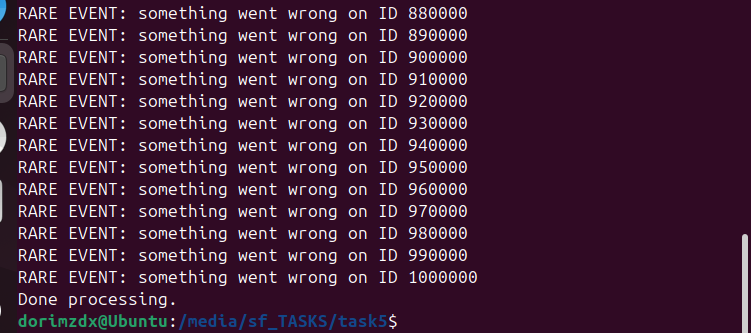 RARE EVENT: something went wrong on ID 880000
RARE EVENT: something went wrong on ID 890000
RARE EVENT: something went wrong on ID 900000
RARE EVENT: something went wrong on ID 910000
RARE EVENT: something went wrong on ID 920000
RARE EVENT: something went wrong on ID 930000
RARE EVENT: something went wrong on ID 940000
RARE EVENT: something went wrong on ID 950000
RARE EVENT: something went wrong on ID 960000
RARE EVENT: something went wrong on ID 970000
RARE EVENT: something went wrong on ID 980000
RARE EVENT: something went wrong on ID 990000
RARE EVENT: something went wrong on ID 1000000
Done processing.
dorimzdx@Ubuntu:/media/sf_TASKS/task5$